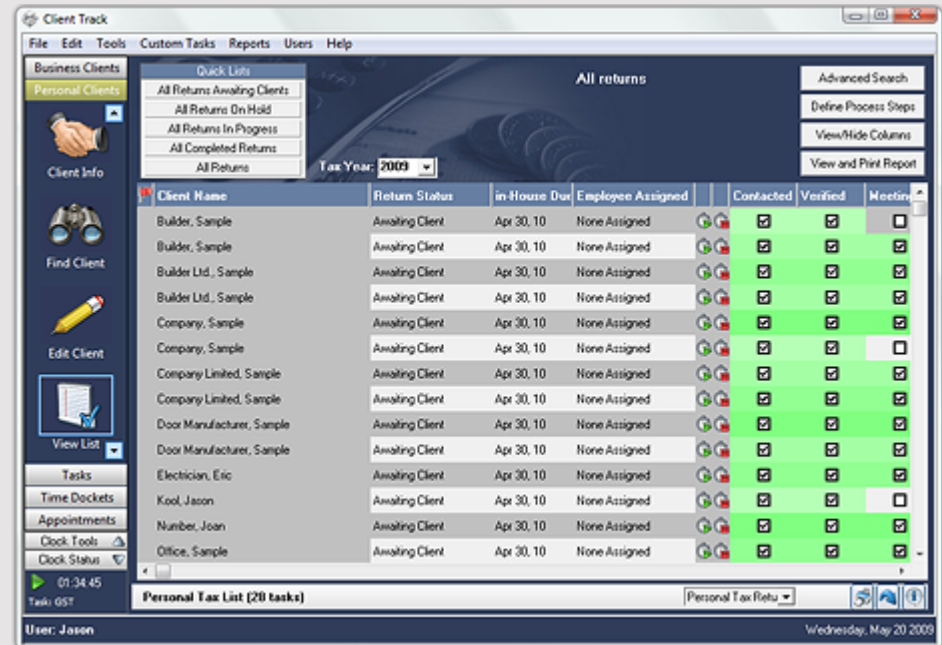 Client Track
File Edit Tools Custom Tasks Reports Users Help
Business Clients
Personal Clients
Client Info
Find Client
Edit Client
View List
Tasks
Time Dockets
Appointments
Clock Tools
Clock Status
01:34:45
Task: GST
Quick Lists
All Returns Awaiting Clients
All Returns On Hold
All Returns In Progress
All Completed Returns
All Returns
Tax Year: 2009
All returns
Advanced Search
Define Process Steps
View/Hide Columns
View and Print Report
Client Name Return Status in-House Due Employee Assigned Contacted Verified Meeting
Builder, Sample Awaiting Client Apr 30, 10 None Assigned
Builder, Sample Awaiting Client Apr 30, 10 None Assigned
Builder Ltd., Sample Awaiting Client Apr 30, 10 None Assigned
Builder Ltd., Sample Awaiting Client Apr 30, 10 None Assigned
Company, Sample Awaiting Client Apr 30, 10 None Assigned
Company, Sample Awaiting Client Apr 30, 10 None Assigned
Company Limited, Sample Awaiting Client Apr 30, 10 None Assigned
Company Limited, Sample Awaiting Client Apr 30, 10 None Assigned
Door Manufacturer, Sample Awaiting Client Apr 30, 10 None Assigned
Door Manufacturer, Sample Awaiting Client Apr 30, 10 None Assigned
Electrician, Eric Awaiting Client Apr 30, 10 None Assigned
Kool, Jason Awaiting Client Apr 30, 10 None Assigned
Number, Joan Awaiting Client Apr 30, 10 None Assigned
Office, Sample Awaiting Client Apr 30, 10 None Assigned
Personal Tax List (28 tasks) Personal Tax Retu
User: Jason Wednesday, May 20 2009